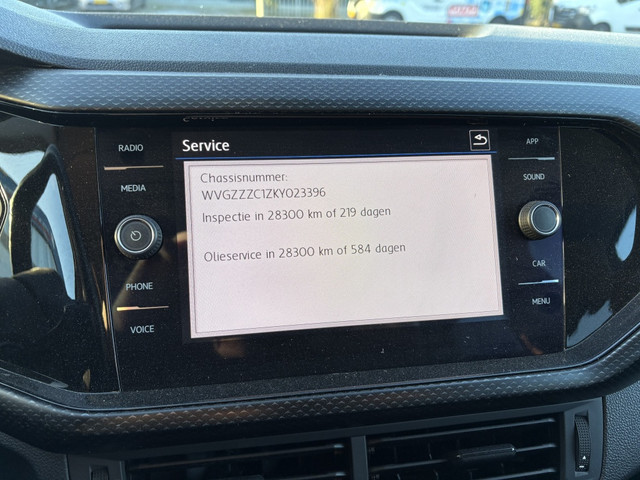 Service
RADIO
MEDIA
PHONE
VOICE
Chassisnummer:
WVGZZZC1ZKY023396
Inspectie in 28300 km of 219 dagen
Olieservice in 28300 km of 584 dagen
APP
SOUND
CAR
MENU